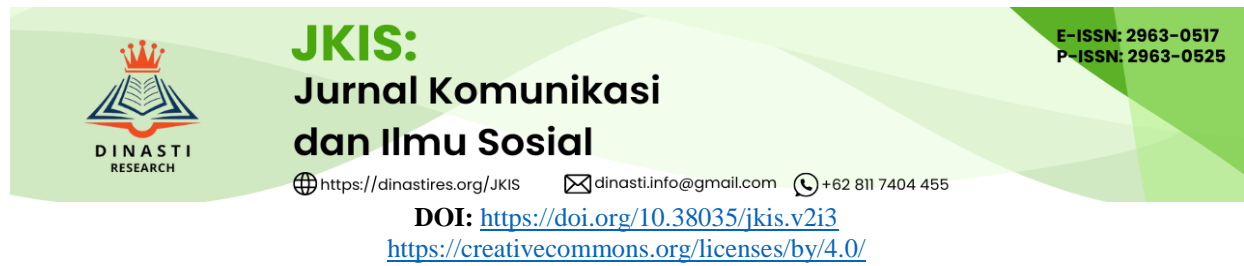 JKIS:
E-ISSN: 2963-0517
P-ISSN: 2963-0525
Jurnal Komunikasi
dan Ilmu Sosial
DINASTI
RESEARCH
https://dinastires.org/JKIS dinasti.info@gmail.com +62 811 7404 455
DOI: https://doi.org/10.38035/jkis.v2i3
https://creativecommons.org/licenses/by/4.0/